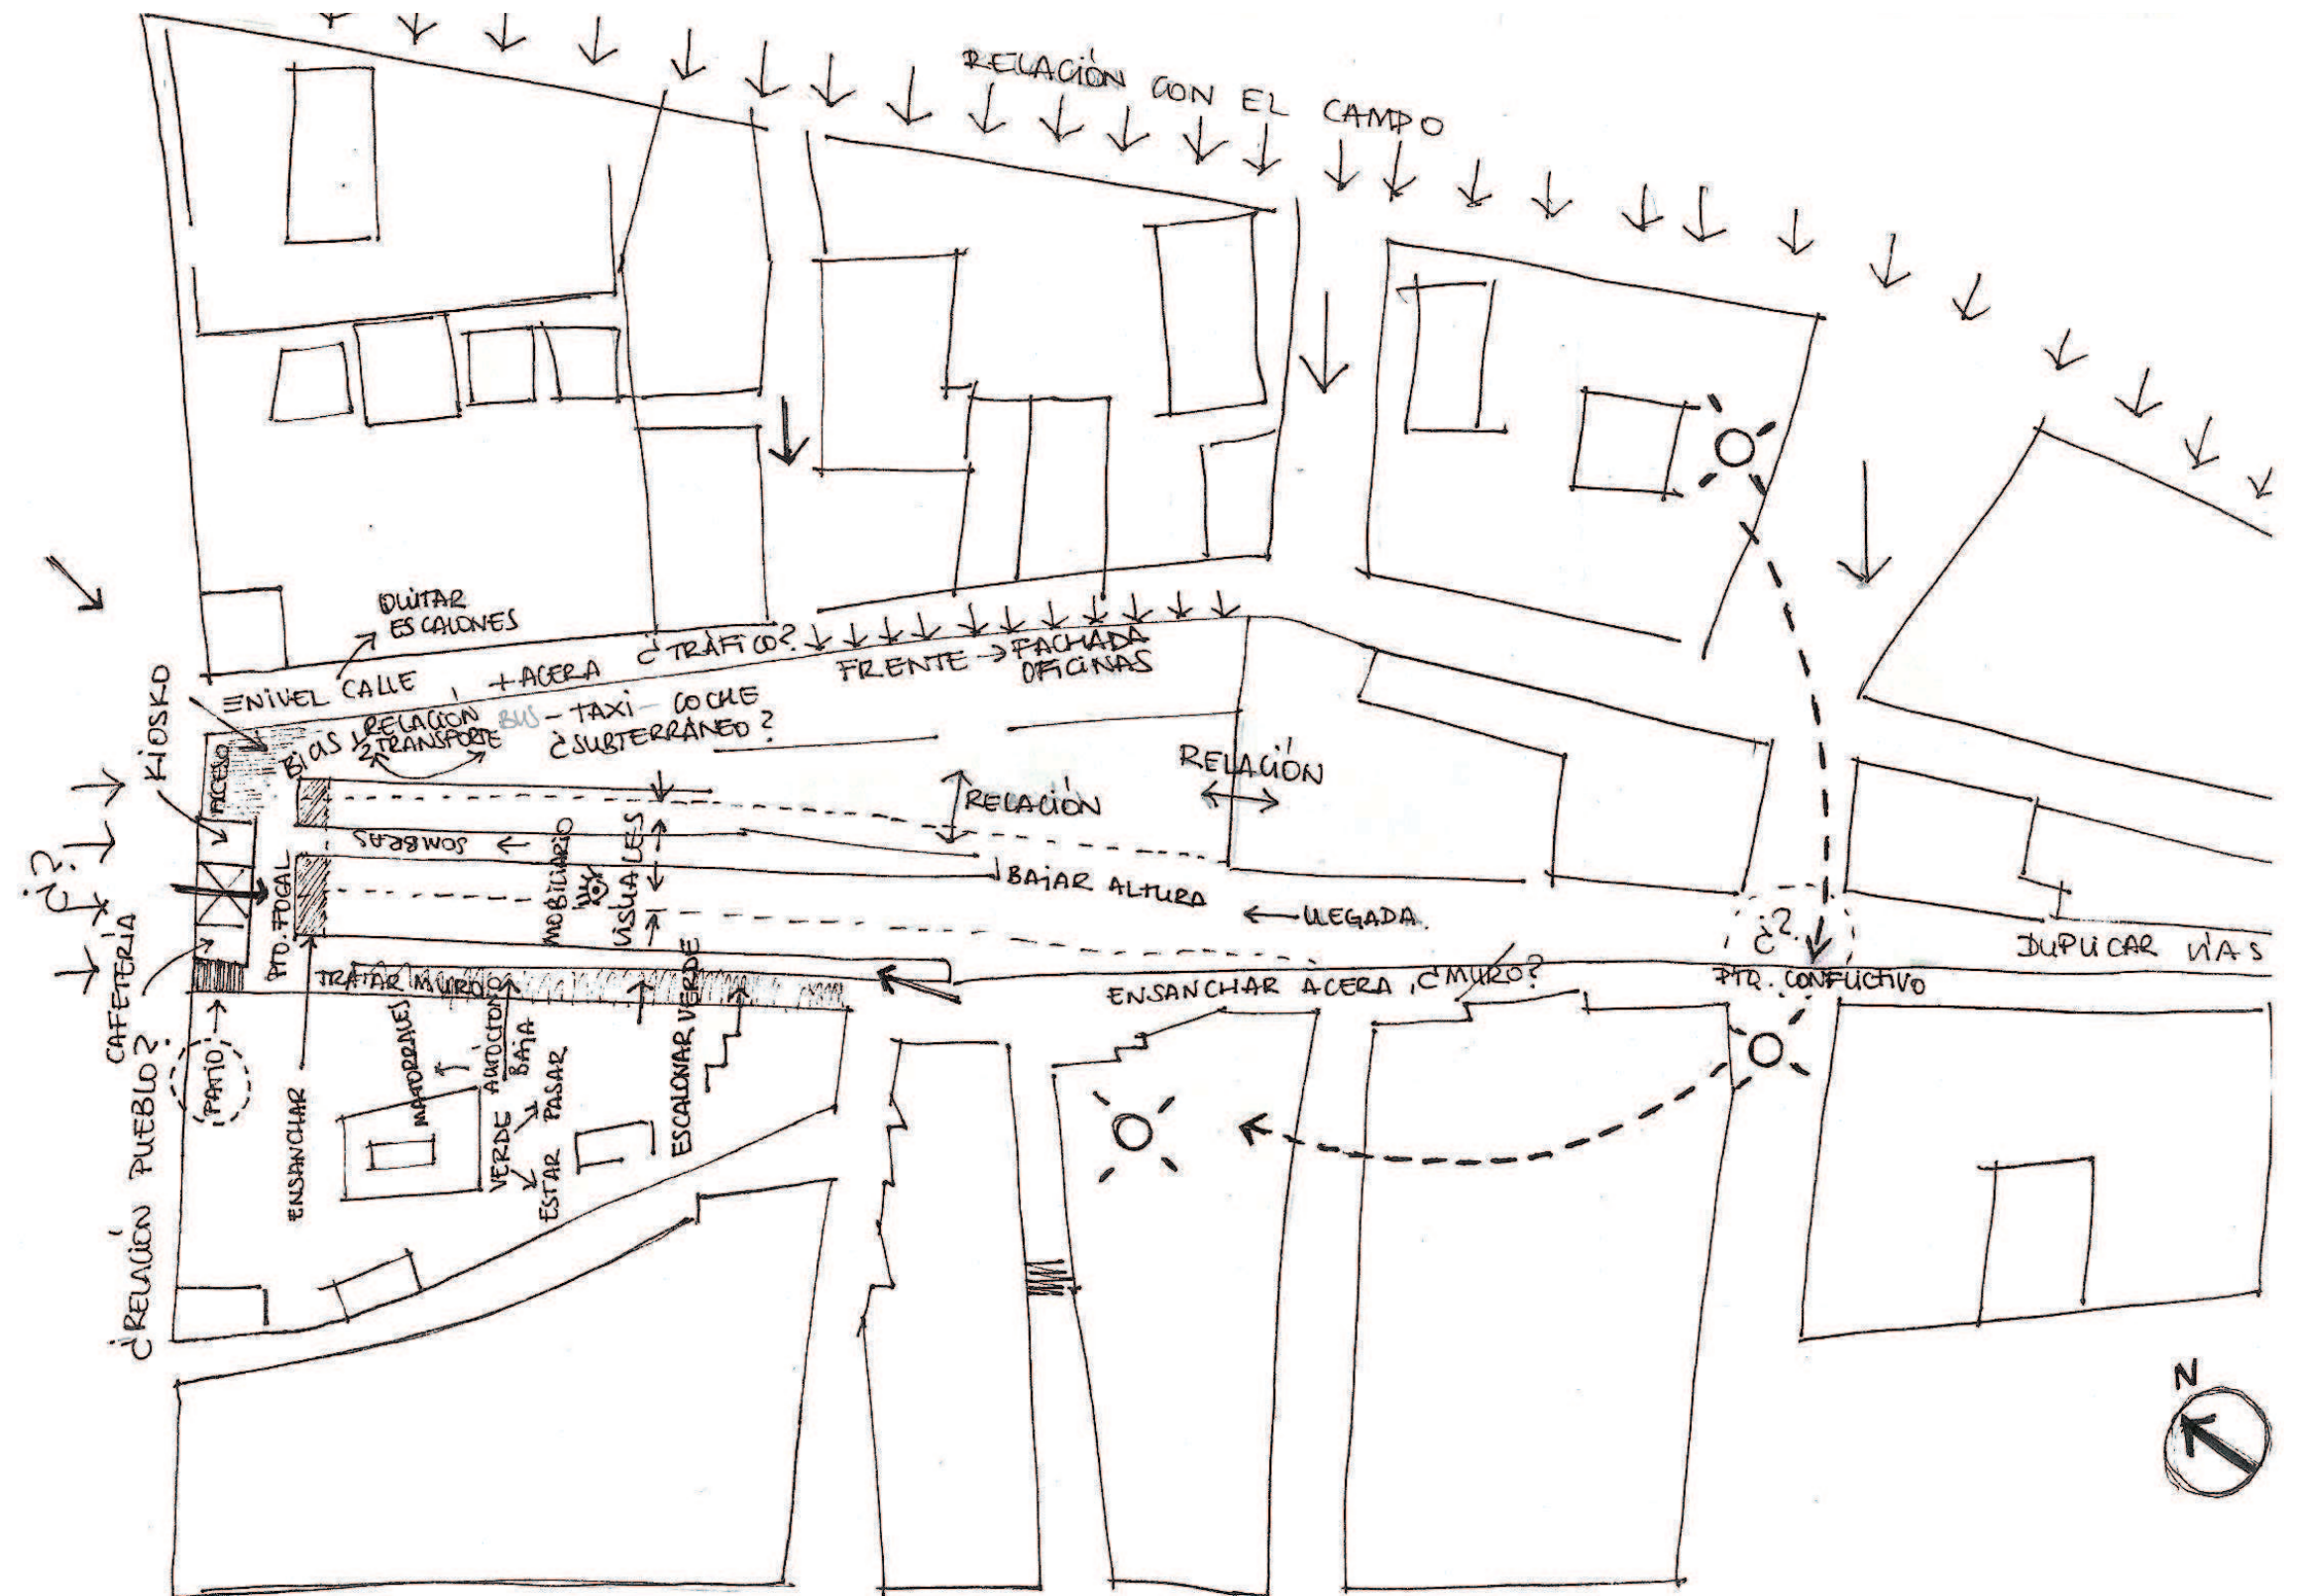 RELACIÓN CON EL CAMPO
QUITAR
ESCALONES
¿TRÁFICO?
FRENTE → FACHADA
OFICINAS
NIVEL CALLE
+ ACERA
KIOSKO
RELACIÓN
TRANSPORTE
BUS - TAXI - COCHE
¿SUBTERRÁNEO?
ACCESO
RELACIÓN
RELACIÓN
SOMBRAS
MOBILIARIO
VISUALES
BAJAR ALTURA
← LLEGADA.
¿?
PTO. FOCAL
CAFETERÍA
¿RELACIÓN PUEBLO?
TRATAR MURO
ENSANCHAR ACERA, ¿MURO?
¿?
PTO. CONFLICTIVO
DUPLICAR VÍAS
PATIO
ENSANCHAR
MATORRALES
VERDE AUTÓCTONO
BAJA
ESTAR PASAR
ESCALONAR VERDE
N